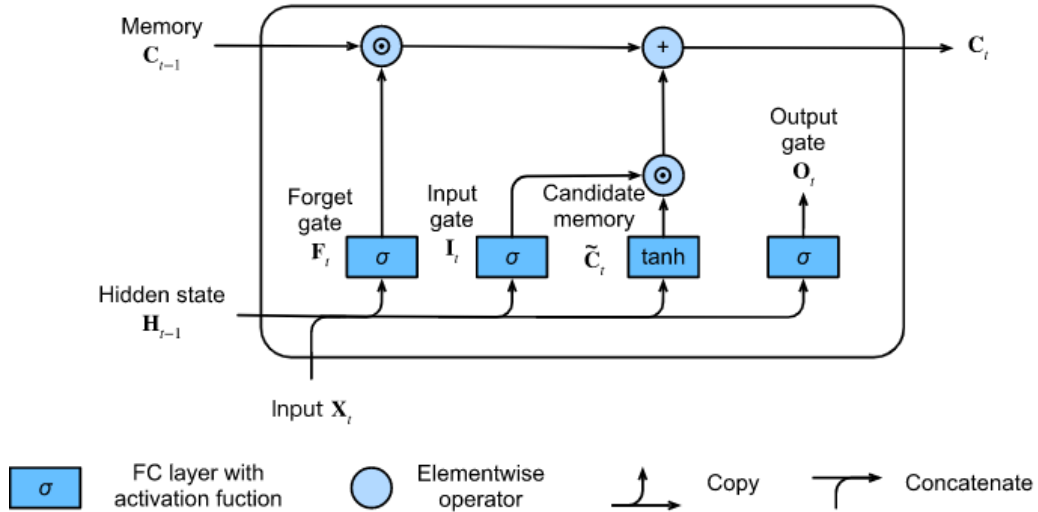 Memory
C_{t-1}
⊙
+
C_t
Output
gate
O_t
⊙
Forget
gate
F_t
Input
gate
I_t
Candidate
memory
C̃_t
σ
σ
tanh
σ
Hidden state
H_{t-1}
Input X_t
σ
FC layer with
activation fuction
Elementwise
operator
Copy
Concatenate